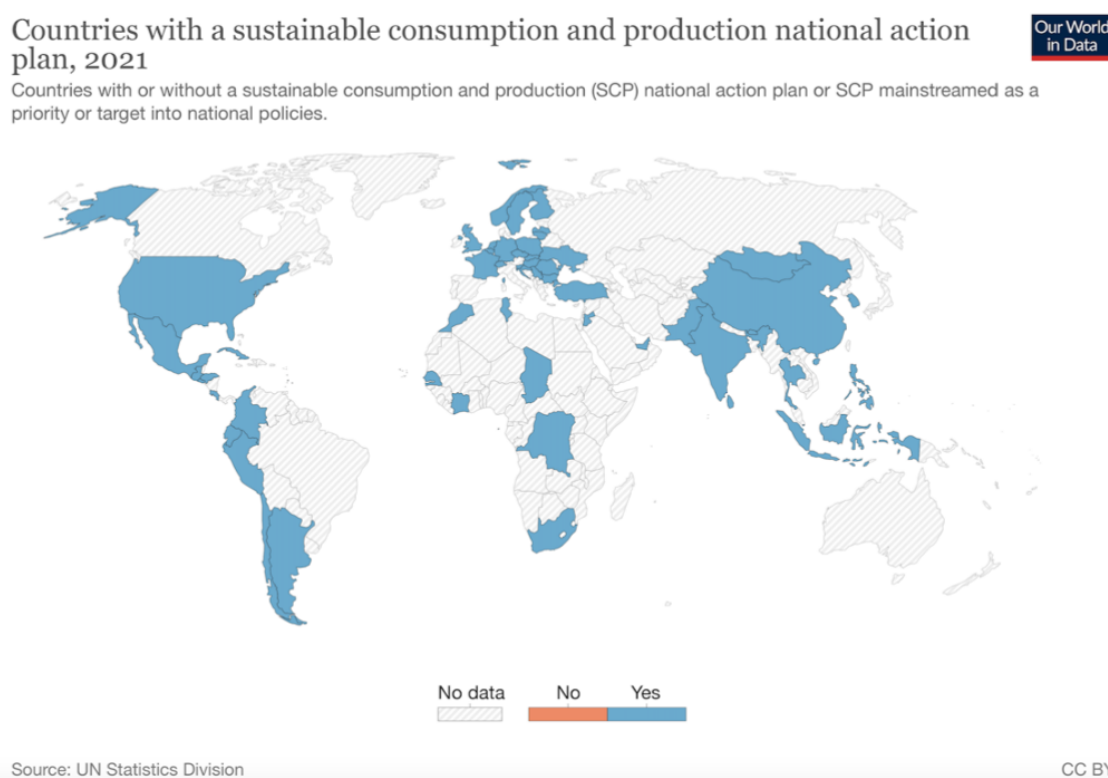 Countries with a sustainable consumption and production national action
plan, 2021
Our World
in Data
Countries with or without a sustainable consumption and production (SCP) national action plan or SCP mainstreamed as a
priority or target into national policies.
No data
No
Yes
Source: UN Statistics Division
CC BY